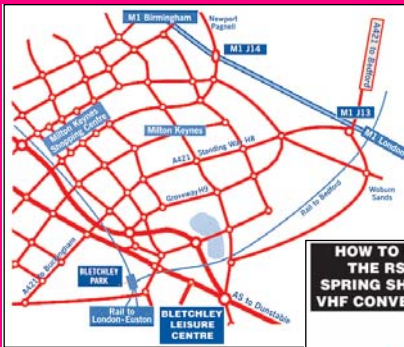 M1 Birmingham
Newport
Pagnell
M1 J14
A421 to Bedford
M1 J13
M1 London
Milton Keynes
Shopping Centre
Milton Keynes
A421
Standing Way H8
Groveway H9
Rail to Bedford
Woburn
Sands
A421 to Buckingham
BLETCHLEY
PARK
Rail to
London-Euston
BLETCHLEY
LEISURE
CENTRE
A5 to Dunstable
HOW TO
THE RS
SPRING SH
VHF CONVE